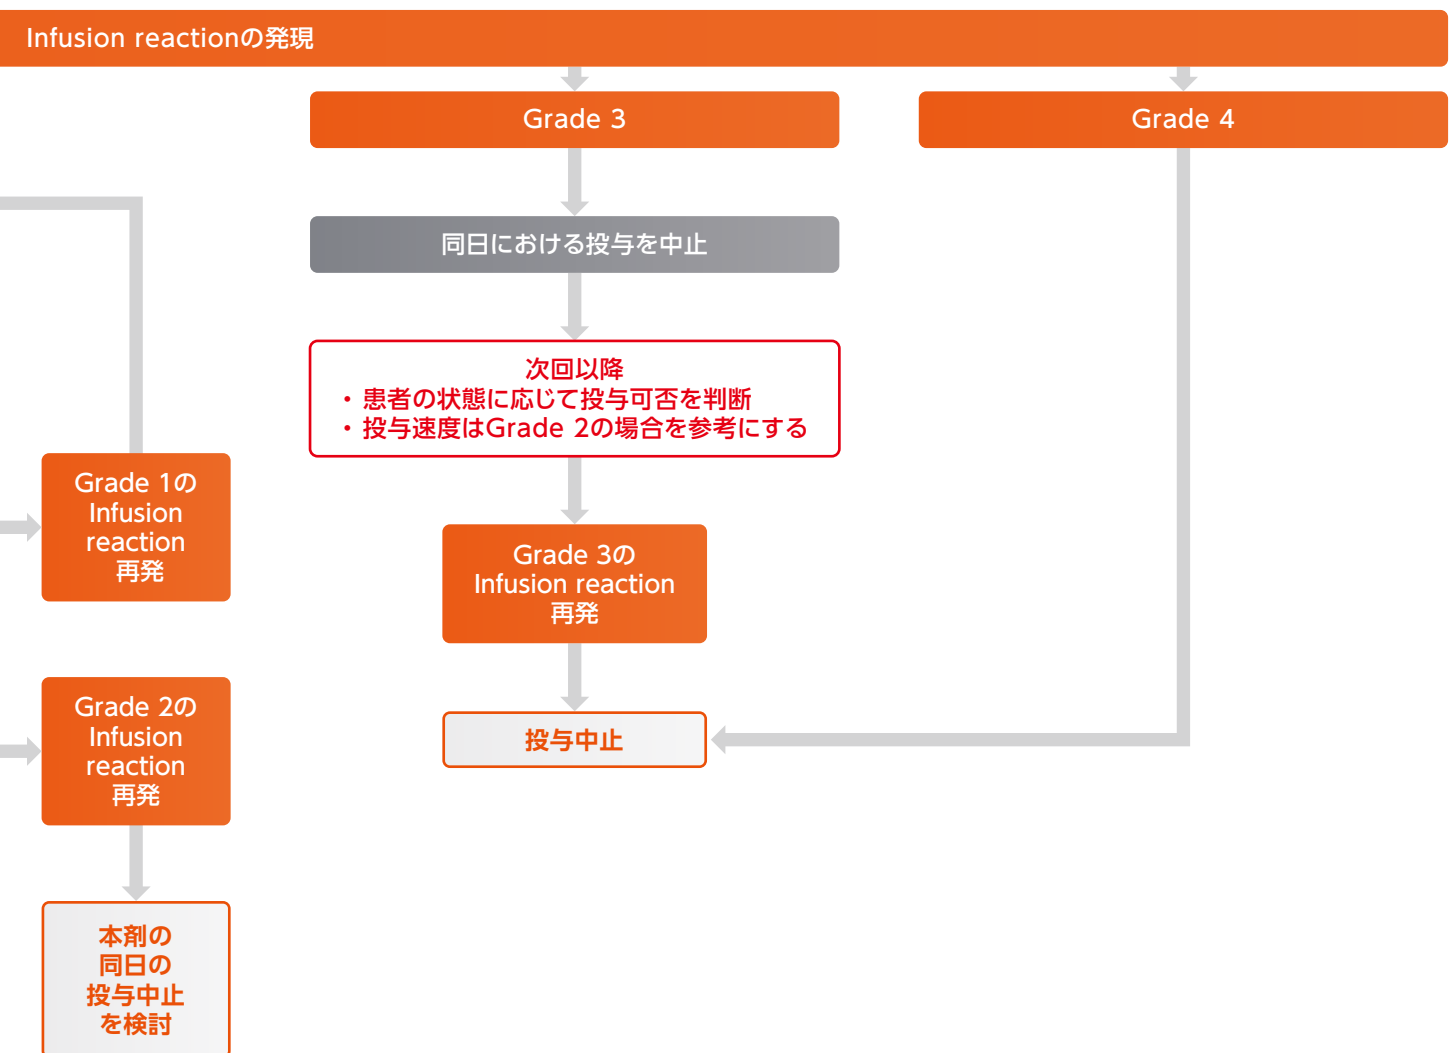 Infusion reactionの発現
Grade 3
Grade 4
同日における投与を中止
次回以降
・患者の状態に応じて投与可否を判断
・投与速度はGrade 2の場合を参考にする
Grade 1の
Infusion
reaction
再発
Grade 3の
Infusion reaction
再発
Grade 2の
Infusion
reaction
再発
投与中止
本剤の
同日の
投与中止
を検討